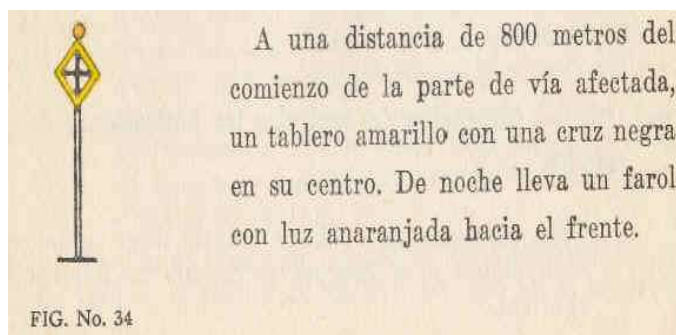 A una distancia de 800 metros del
comienzo de la parte de vía afectada,
un tablero amarillo con una cruz negra
en su centro. De noche lleva un farol
con luz anaranjada hacia el frente.
FIG. No. 34